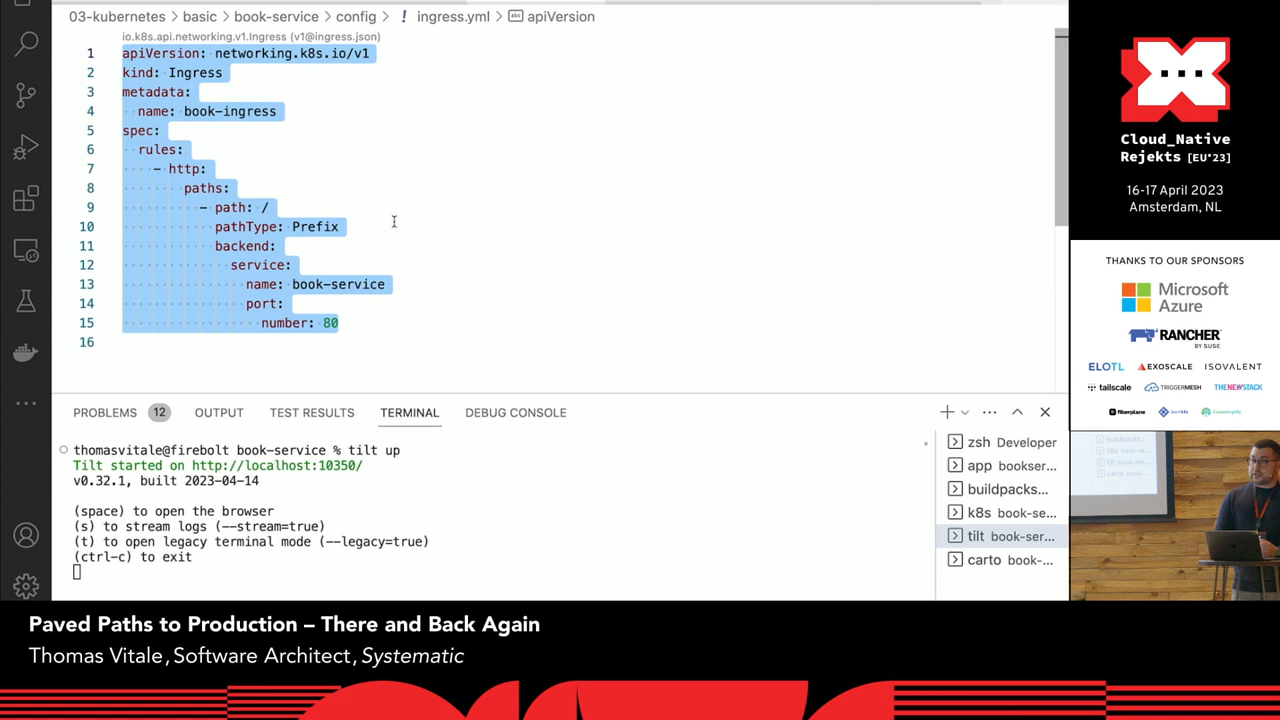 03-kubernetes > basic > book-service > config > ! ingress.yml > abc apiVersion
io.k8s.api.networking.v1.Ingress (v1@ingress.json)
1 apiVersion: networking.k8s.io/v1
2 kind: Ingress
3 metadata:
4 name: book-ingress
5 spec:
6 rules:
7 - http:
8 paths:
9 - path: /
10 pathType: Prefix
11 backend:
12 service:
13 name: book-service
14 port:
15 number: 80
16
PROBLEMS 12 OUTPUT TEST RESULTS TERMINAL DEBUG CONSOLE
thomasvitale@firebolt book-service % tilt up
Tilt started on http://localhost:10350/
v0.32.1, built 2023-04-14
(space) to open the browser
(s) to stream logs (--stream=true)
(t) to open legacy terminal mode (--legacy=true)
(ctrl-c) to exit
zsh Developer
app bookser...
buildpacks...
k8s book-se...
tilt book-ser...
carto book-...
Cloud_Native
Rejekts [EU'23]
16-17 April 2023
Amsterdam, NL
THANKS TO OUR SPONSORS
Microsoft
Azure
RANCHER
BY SUSE
ELOTL EXOSCALE ISOVALENT
tailscale TRIGGERMESH THENEWSTACK
fiberplane
Paved Paths to Production – There and Back Again
Thomas Vitale, Software Architect, Systematic